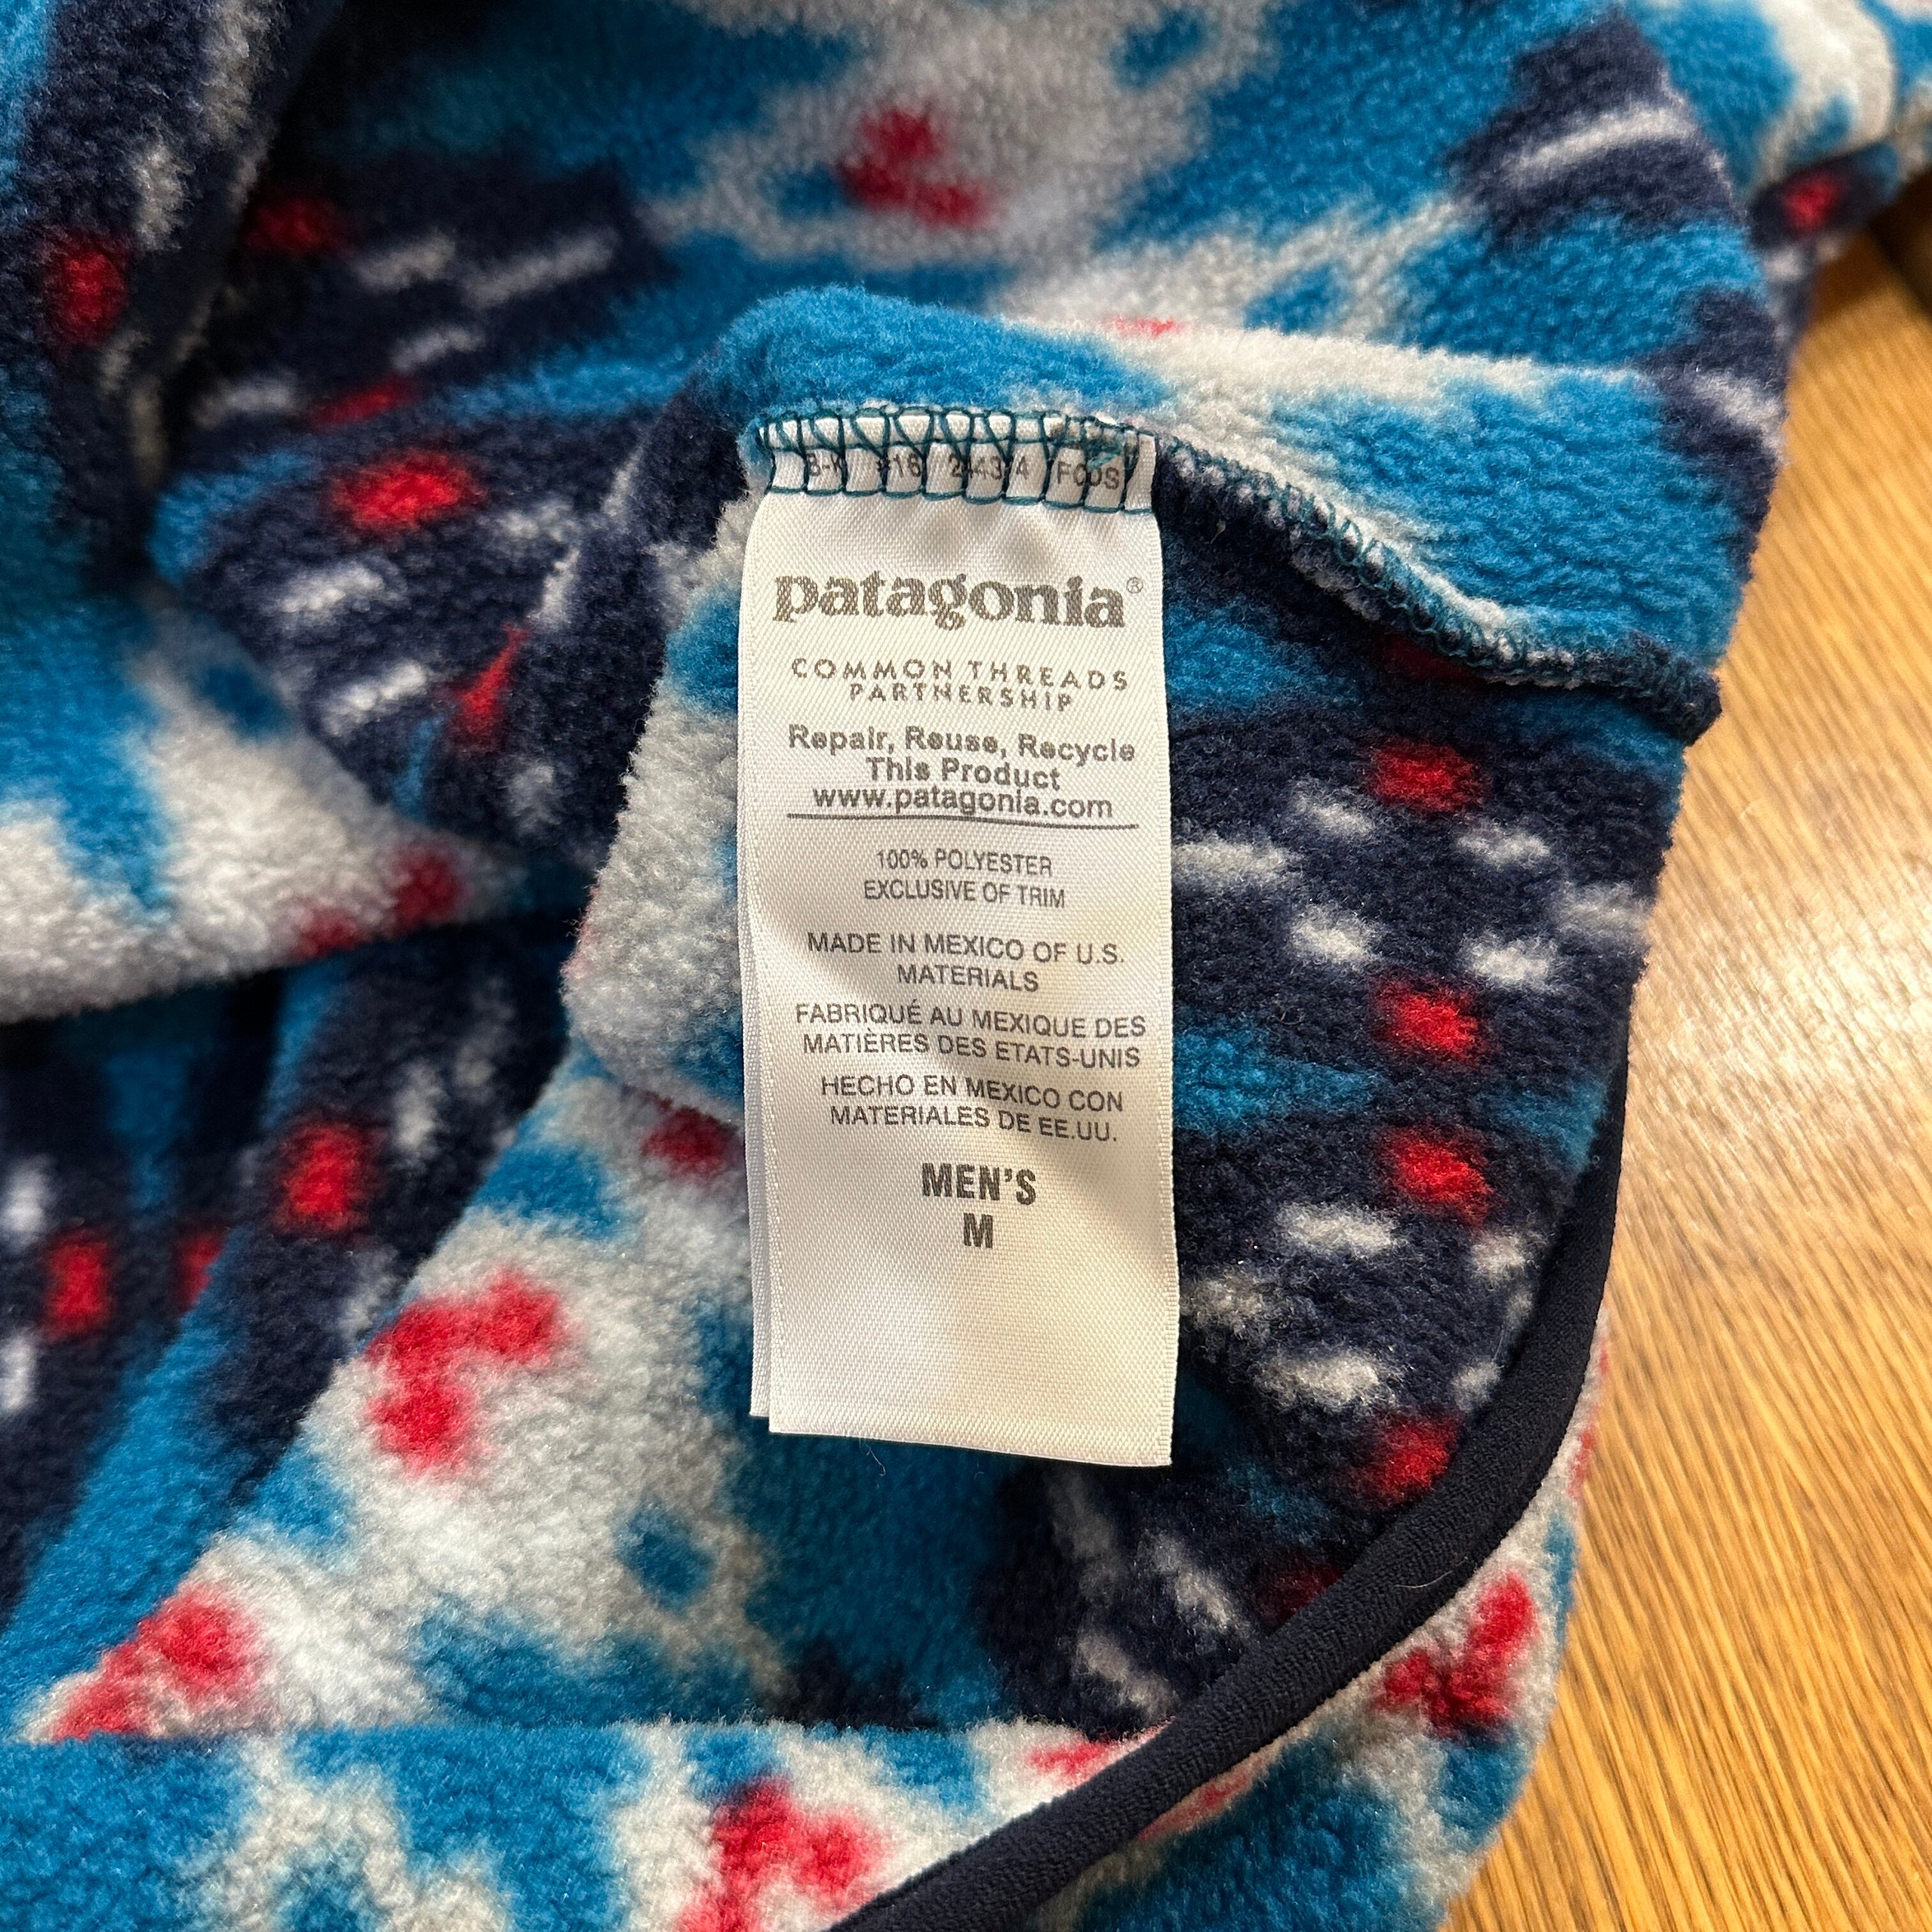 patagonia®
COMMON THREADS
PARTNERSHIP
Repair, Reuse, Recycle
This Product
www.patagonia.com
100% POLYESTER
EXCLUSIVE OF TRIM
MADE IN MEXICO OF U.S.
MATERIALS
FABRIQUÉ AU MEXIQUE DES
MATIÈRES DES ETATS-UNIS
HECHO EN MEXICO CON
MATERIALES DE EE.UU.
MEN'S
M